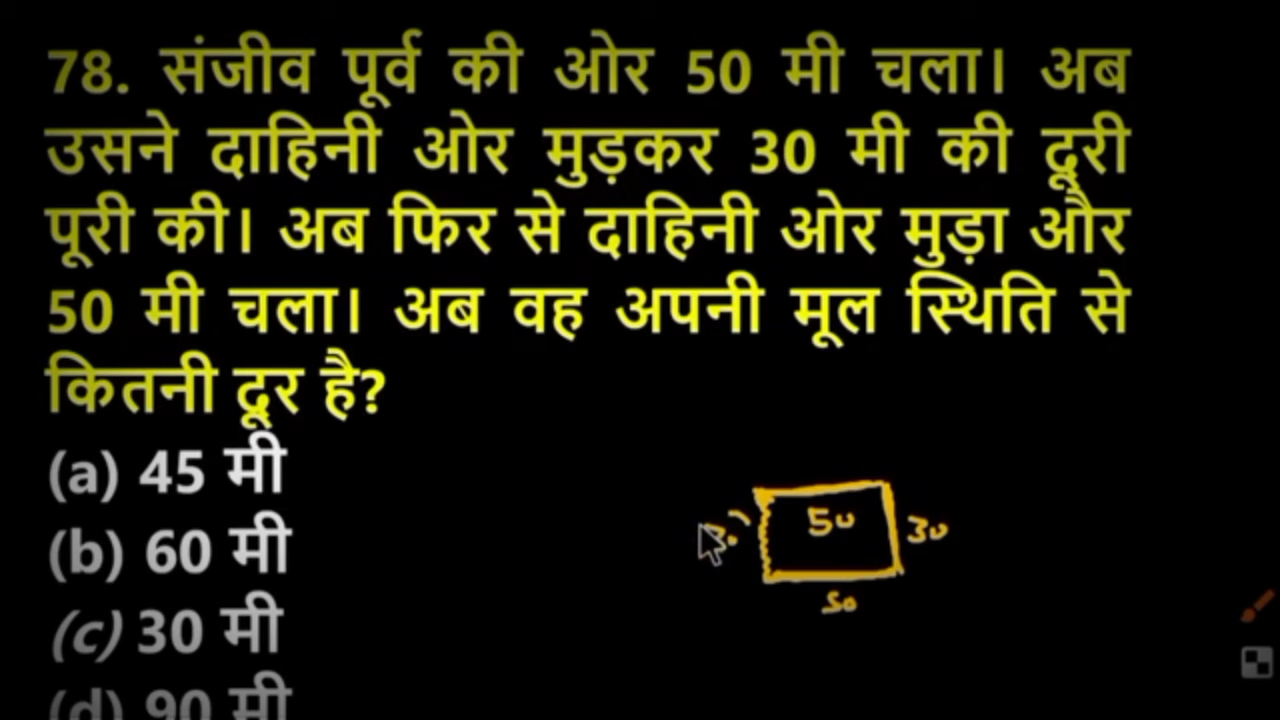 78. संजीव पूर्व की ओर 50 मी चला। अब
उसने दाहिनी ओर मुड़कर 30 मी की दूरी
पूरी की। अब फिर से दाहिनी ओर मुड़ा और
50 मी चला। अब वह अपनी मूल स्थिति से
कितनी दूर है?
(a) 45 मी
(b) 60 मी
(c) 30 मी
(d) 90 मी
50
30
50